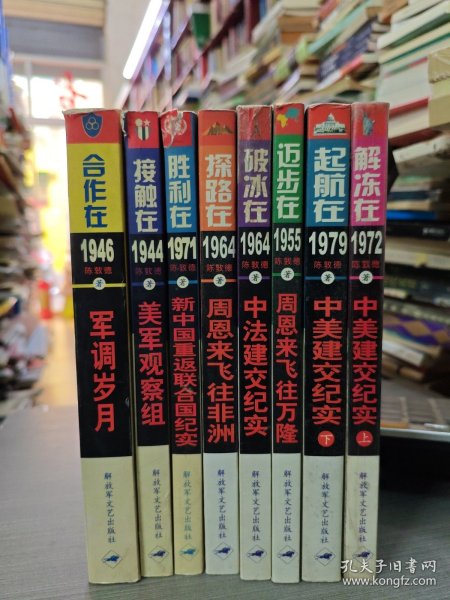 合作在
1946
陈敦德
著
军调岁月
解放军文艺出版社
接触在
1944
陈敦德
著
美军观察组
解放军文艺出版社
胜利在
1971
陈敦德
著
新中国重返联合国纪实
解放军文艺出版社
探路在
1964
陈敦德
著
周恩来飞往非洲
解放军文艺出版社
破冰在
1964
陈敦德
著
中法建交纪实
解放军文艺出版社
迈步在
1955
陈敦德
著
周恩来飞往万隆
解放军文艺出版社
起航在
1979
陈敦德
著
中美建交纪实
下
解放军文艺出版社
解冻在
1972
陈敦德
著
中美建交纪实
上
解放军文艺出版社
孔夫子旧书网